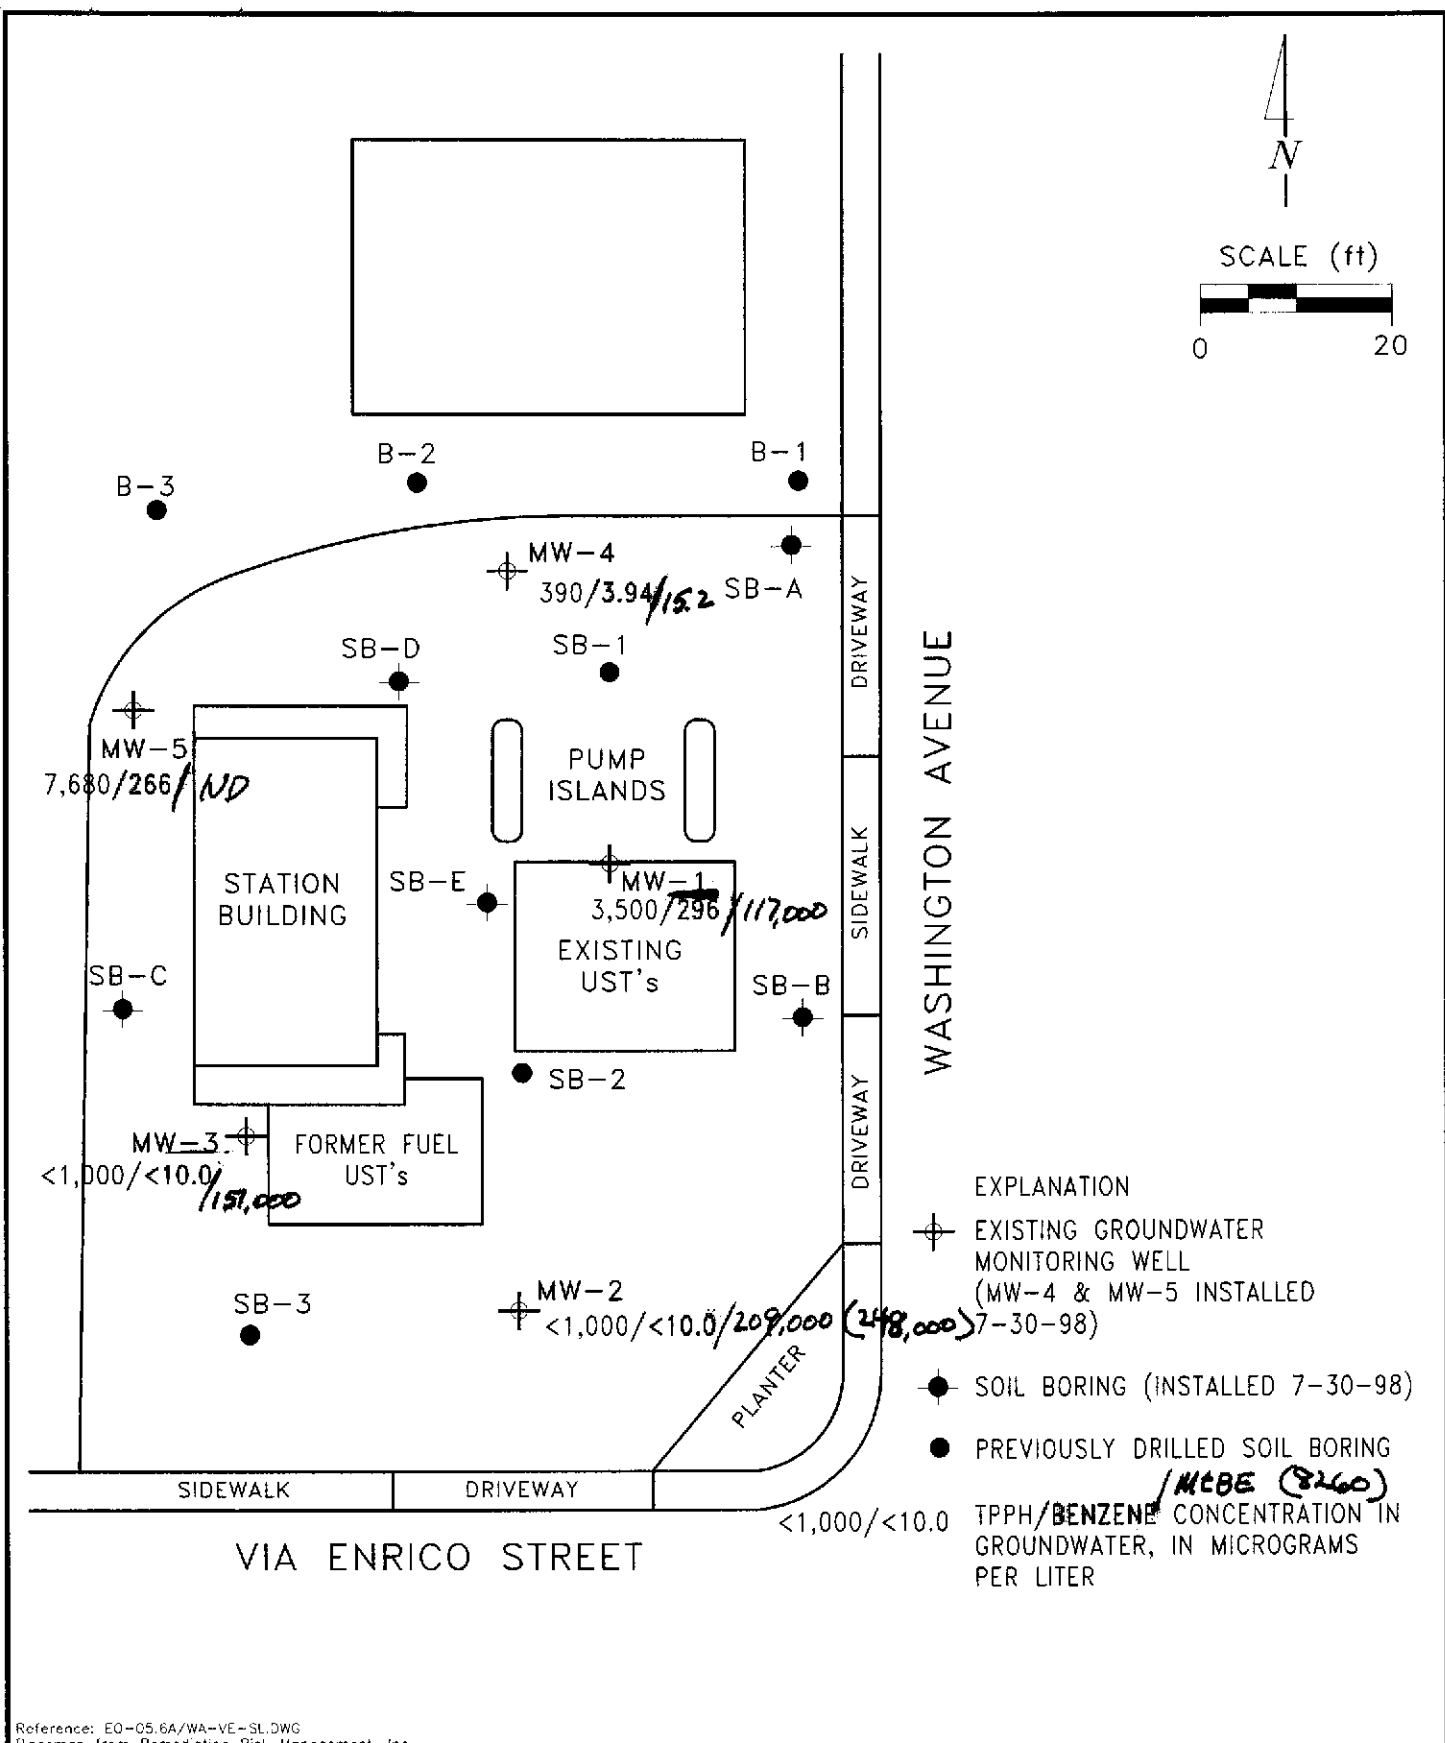 N
SCALE (ft)
0 20
B-2
B-1
B-3
MW-4
390/3.94/15.2
SB-A
SB-D
SB-1
DRIVEWAY
MW-5
7,680/266/ND
PUMP
ISLANDS
WASHINGTON AVENUE
STATION
BUILDING
SB-E
MW-1
3,500/296/117,000
SIDEWALK
EXISTING
UST's
SB-C
SB-B
SB-2
DRIVEWAY
MW-3
<1,000/<10.0/151,000
FORMER FUEL
UST's
EXPLANATION
EXISTING GROUNDWATER
MONITORING WELL
(MW-4 & MW-5 INSTALLED
7-30-98)
SB-3
MW-2
<1,000/<10.0/209,000 (248,000)
PLANTER
SOIL BORING (INSTALLED 7-30-98)
PREVIOUSLY DRILLED SOIL BORING
/MtBE (8260)
<1,000/<10.0 TPPH/BENZENE CONCENTRATION IN
GROUNDWATER, IN MICROGRAMS
PER LITER
SIDEWALK
DRIVEWAY
VIA ENRICO STREET
Reference: EO-05.6A/WA-VE-SL.DWG